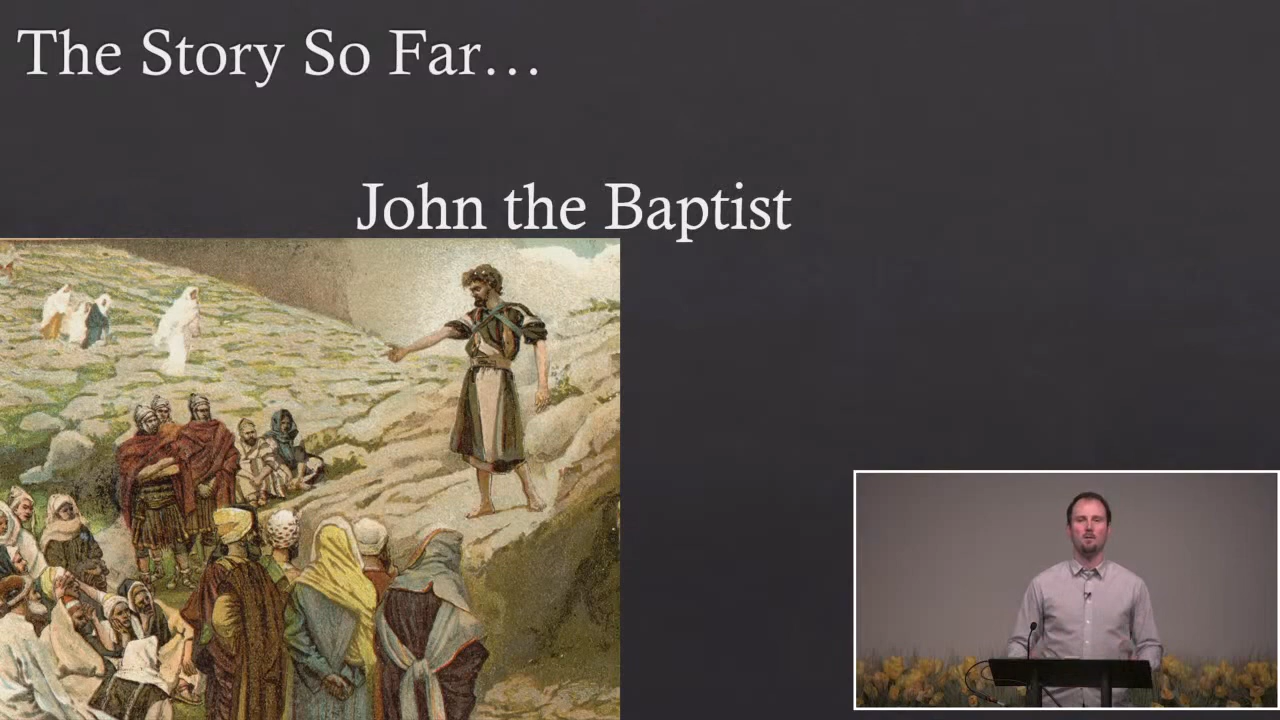 The Story So Far…
John the Baptist